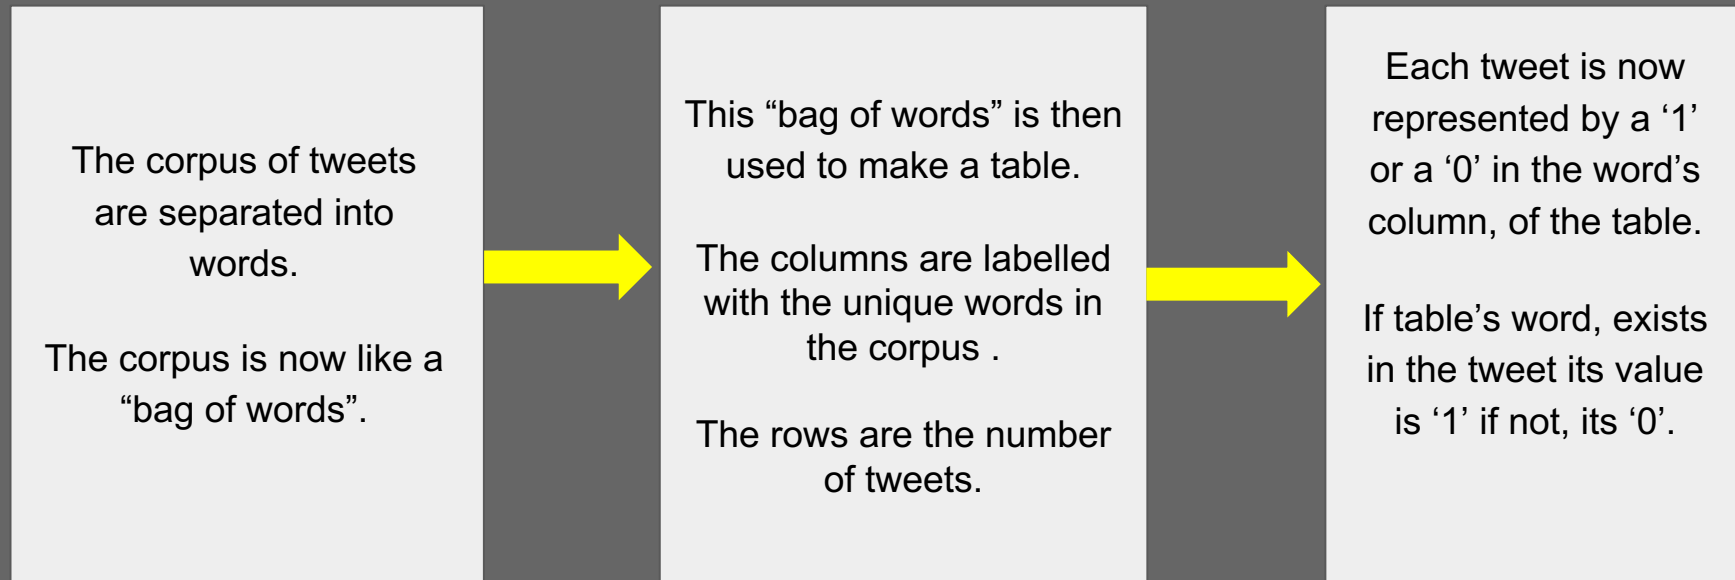 The corpus of tweets
are separated into
words.
The corpus is now like a
“bag of words”.
This “bag of words” is then
used to make a table.
The columns are labelled
with the unique words in
the corpus .
The rows are the number
of tweets.
Each tweet is now
represented by a ‘1’
or a ‘0’ in the word’s
column, of the table.
If table’s word, exists
in the tweet its value
is ‘1’ if not, its ‘0’.